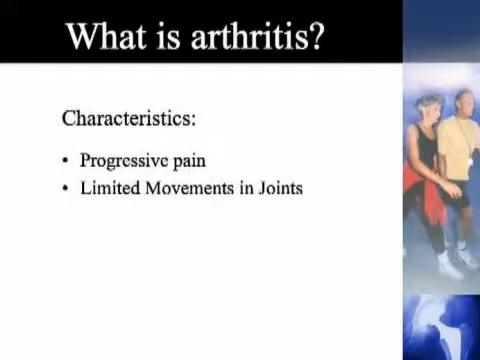 What is arthritis?
Characteristics:
• Progressive pain
• Limited Movements in Joints